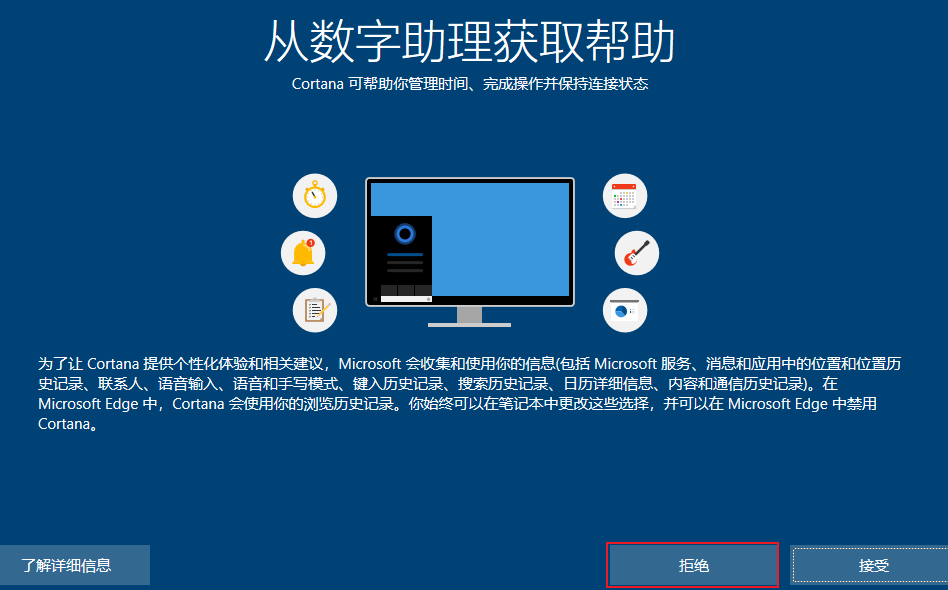 从数字助理获取帮助
Cortana 可帮助你管理时间、完成操作并保持连接状态
1
为了让 Cortana 提供个性化体验和相关建议，Microsoft 会收集和使用你的信息(包括 Microsoft 服务、消息和应用中的位置和位置历
史记录、联系人、语音输入、语音和手写模式、键入历史记录、搜索历史记录、日历详细信息、内容和通信历史记录)。在
Microsoft Edge 中，Cortana 会使用你的浏览历史记录。你始终可以在笔记本中更改这些选择，并可以在 Microsoft Edge 中禁用
Cortana。
了解详细信息
拒绝
接受